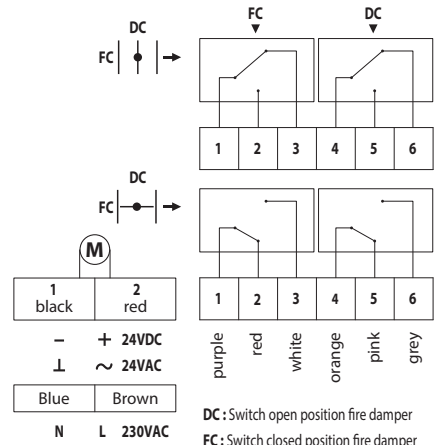 FC DC
DC
FC
1 2 3 4 5 6
DC
FC
M
1 2
black red
1 2 3 4 5 6
purple red white orange pink grey
– + 24VDC
⊥ ~ 24VAC
Blue Brown
N L 230VAC
DC : Switch open position fire damper
FC : Switch closed position fire damper